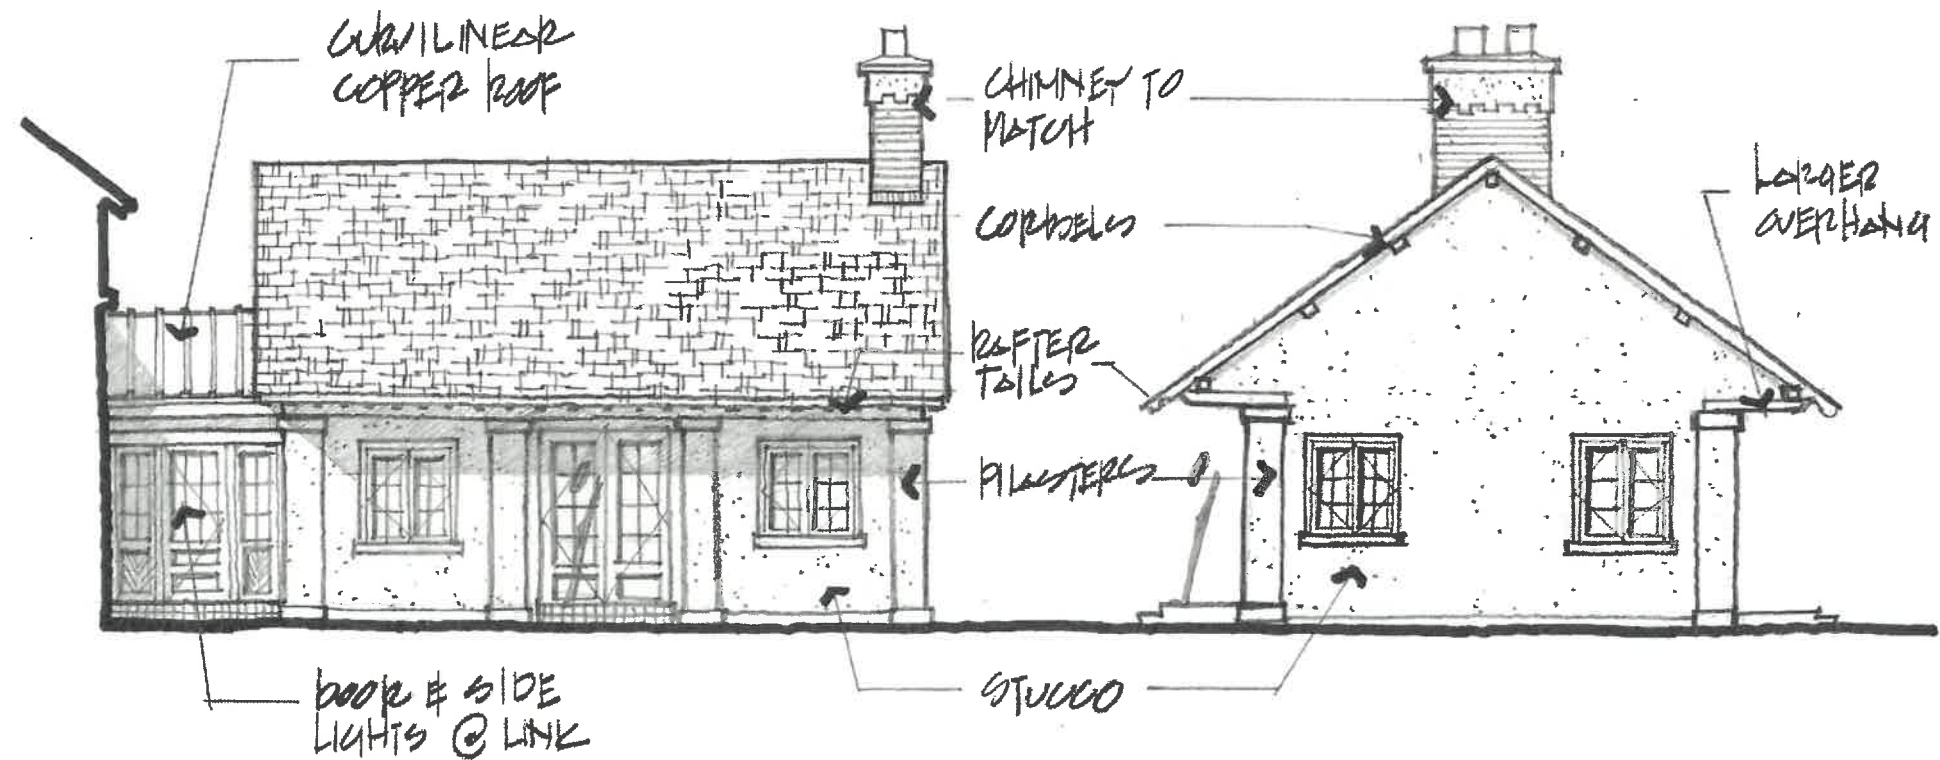 CURVILINEAR
COPPER ROOF
CHIMNEY TO
MATCH
LARGER
OVERHANG
CORBELS
RAFTER
TAILS
PILASTERS
STUCCO
DOOR & SIDE
LIGHTS @ LINK